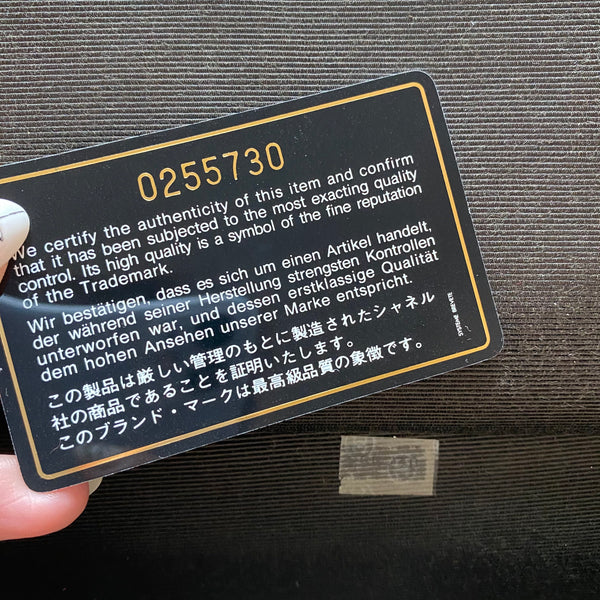 0255730
We certify the authenticity of this item and confirm
that it has been subjected to the most exacting quality
control. Its high quality is a symbol of the fine reputation
of the Trademark.
Wir bestätigen, dass es sich um einen Artikel handelt,
der während seiner Herstellung strengsten Kontrollen
unterworfen war, und dessen erstklassige Qualität
dem hohen Ansehen unserer Marke entspricht.
この製品は厳しい管理のもとに製造されたシャネル
社の商品であることを証明いたします。
このブランド・マークは最高級品質の象徴です。